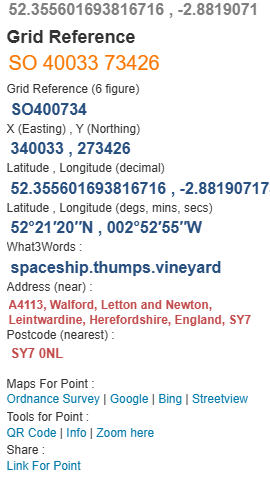 52.355601693816716 , -2.8819071
Grid Reference
SO 40033 73426
Grid Reference (6 figure)
SO400734
X (Easting) , Y (Northing)
340033 , 273426
Latitude , Longitude (decimal)
52.355601693816716 , -2.88190717
Latitude , Longitude (degs, mins, secs)
52°21′20″N , 002°52′55″W
What3Words :
spaceship.thumps.vineyard
Address (near) :
A4113, Walford, Letton and Newton,
Leintwardine, Herefordshire, England, SY7
Postcode (nearest) :
SY7 0NL
Maps For Point :
Ordnance Survey | Google | Bing | Streetview
Tools for Point :
QR Code | Info | Zoom here
Share :
Link For Point